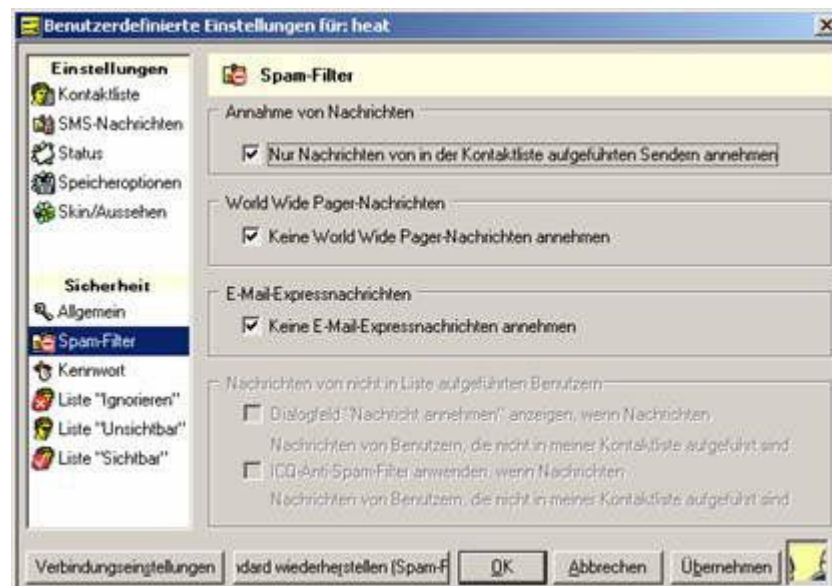 Benutzerdefinierte Einstellungen für: heat
Einstellungen
Kontaktliste
SMS-Nachrichten
Status
Speicheroptionen
Skin/Aussehen
Sicherheit
Allgemein
Spam-Filter
Kennwort
Liste "Ignorieren"
Liste "Unsichtbar"
Liste "Sichtbar"
Spam-Filter
Annahme von Nachrichten
Nur Nachrichten von in der Kontaktliste aufgeführten Sendern annehmen
World Wide Pager-Nachrichten
Keine World Wide Pager-Nachrichten annehmen
E-Mail-Expressnachrichten
Keine E-Mail-Expressnachrichten annehmen
Nachrichten von nicht in Liste aufgeführten Benutzern
Dialogfeld "Nachricht annehmen" anzeigen, wenn Nachrichten
Nachrichten von Benutzern, die nicht in meiner Kontaktliste aufgeführt sind
ICQ-Anti-Spam-Filter anwenden, wenn Nachrichten
Nachrichten von Benutzern, die nicht in meiner Kontaktliste aufgeführt sind
Verbindungseinstellungen
ndard wiederherstellen (Spam-F
OK
Abbrechen
Übernehmen